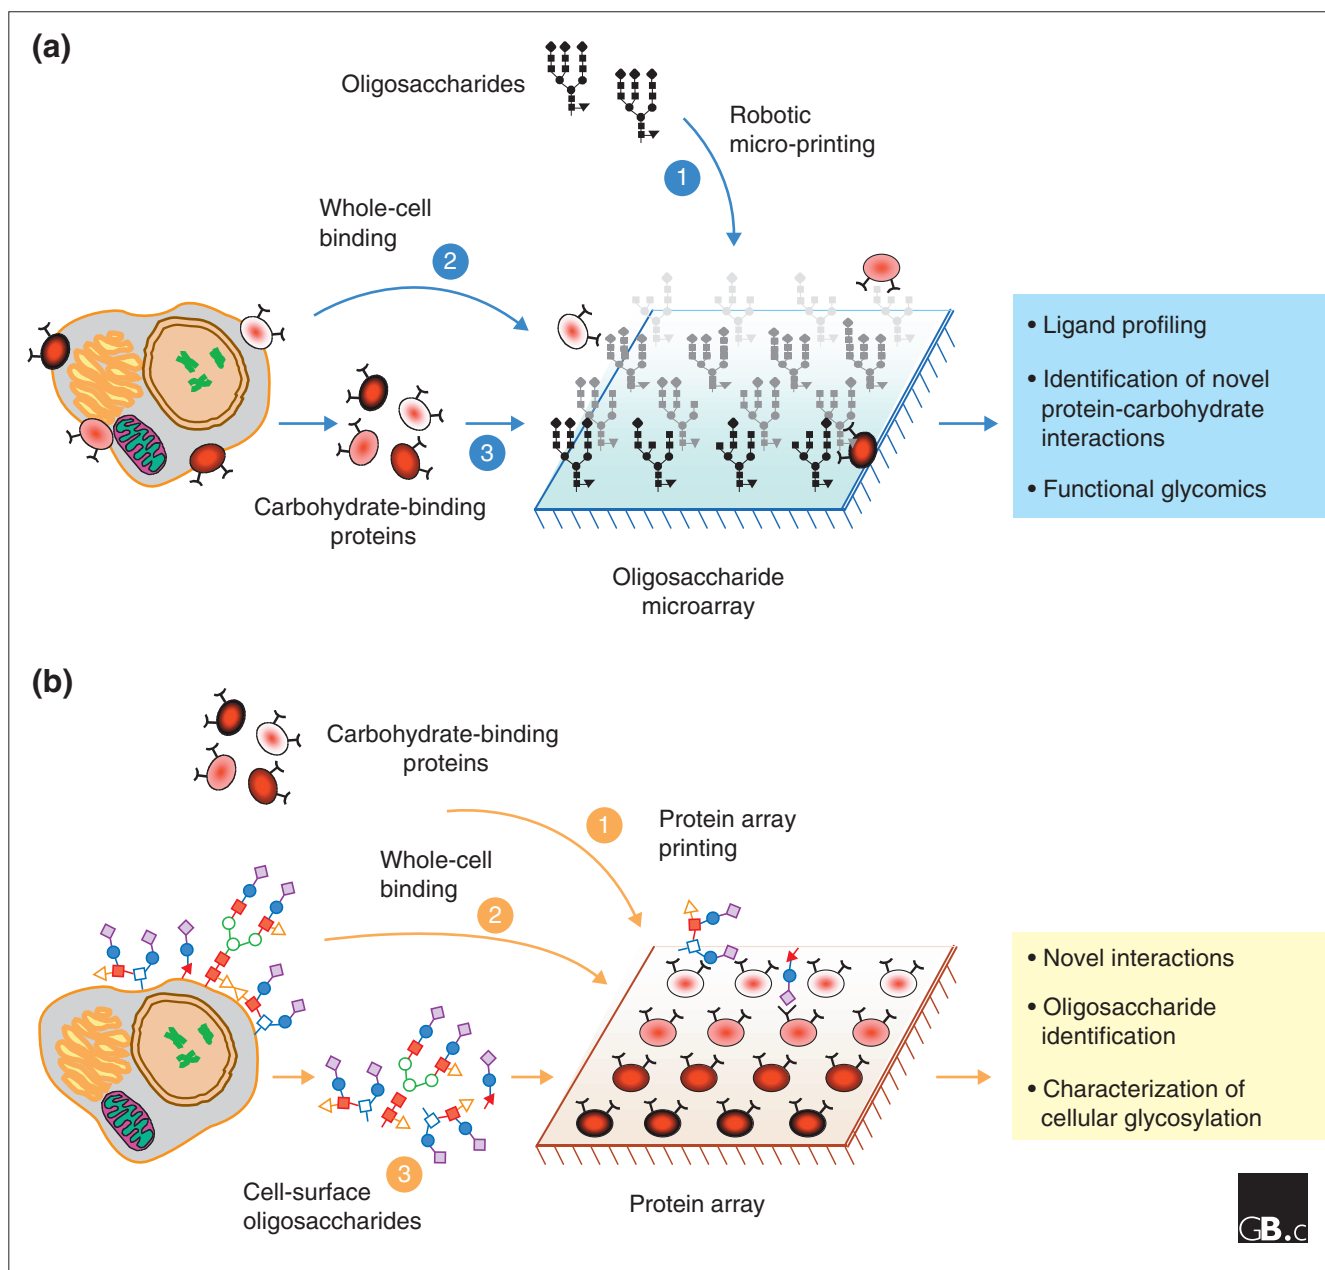 (a)
Oligosaccharides
Robotic
micro-printing
1
Whole-cell
binding
2
3
Carbohydrate-binding
proteins
Oligosaccharide
microarray
• Ligand profiling
• Identification of novel
protein-carbohydrate
interactions
• Functional glycomics
(b)
Carbohydrate-binding
proteins
1
Protein array
printing
Whole-cell
binding
2
3
Cell-surface
oligosaccharides
Protein array
• Novel interactions
• Oligosaccharide
identification
• Characterization of
cellular glycosylation
GB.c